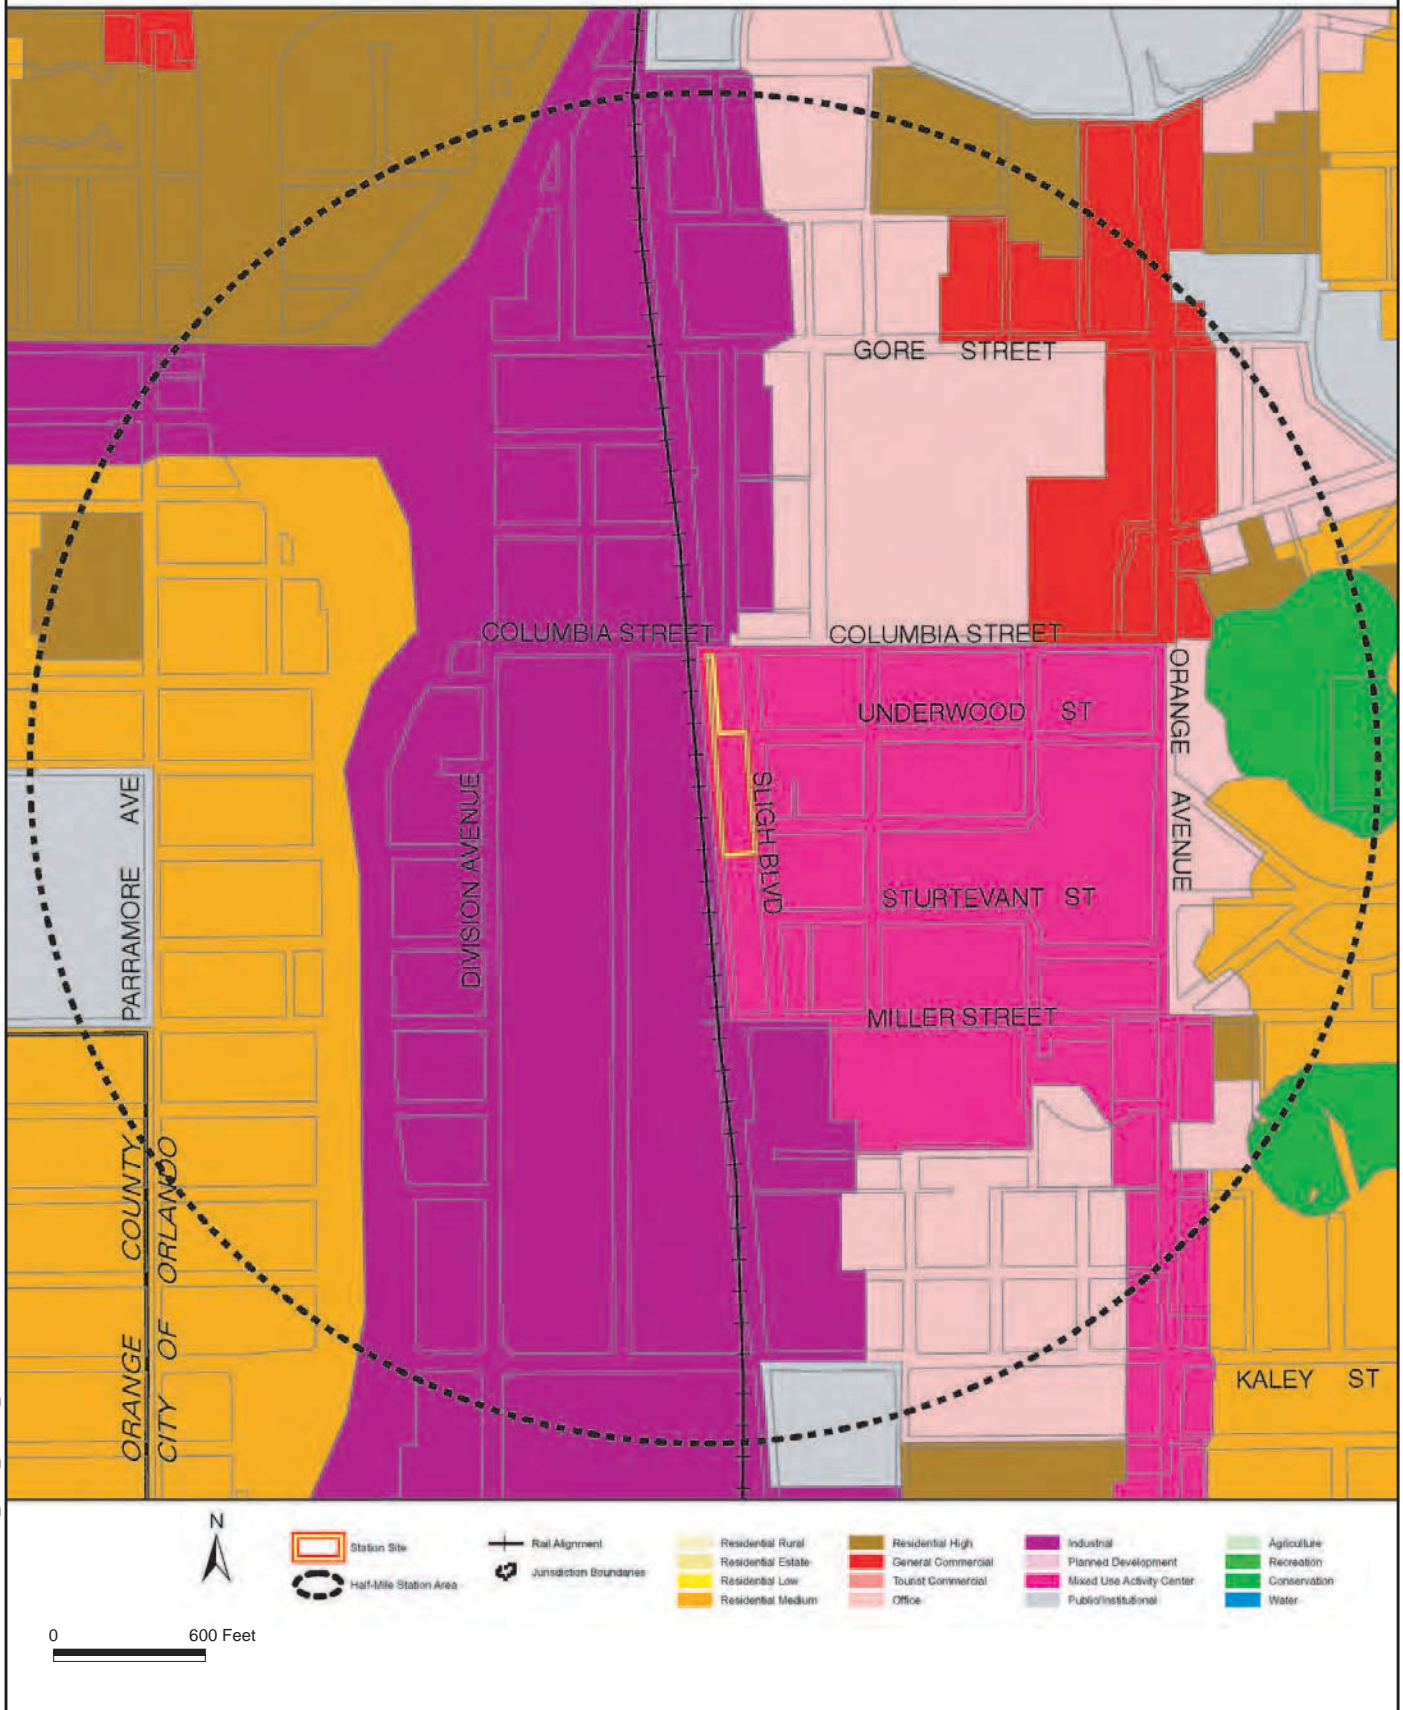 GORE STREET
COLUMBIA STREET
COLUMBIA STREET
ORANGE AVENUE
UNDERWOOD ST
SLIGH BLVD
DIVISION AVENUE
PARRAMORE AVE
STURTEVANT ST
MILLER STREET
ORANGE COUNTY
CITY OF ORLANDO
KALEY ST
N
Station Site
Half-Mile Station Area
Rail Alignment
Jurisdiction Boundaries
Residential Rural
Residential Estate
Residential Low
Residential Medium
Residential High
General Commercial
Tourist Commercial
Office
Industrial
Planned Development
Mixed Use Activity Center
Public/Institutional
Agriculture
Recreation
Conservation
Water
0 600 Feet